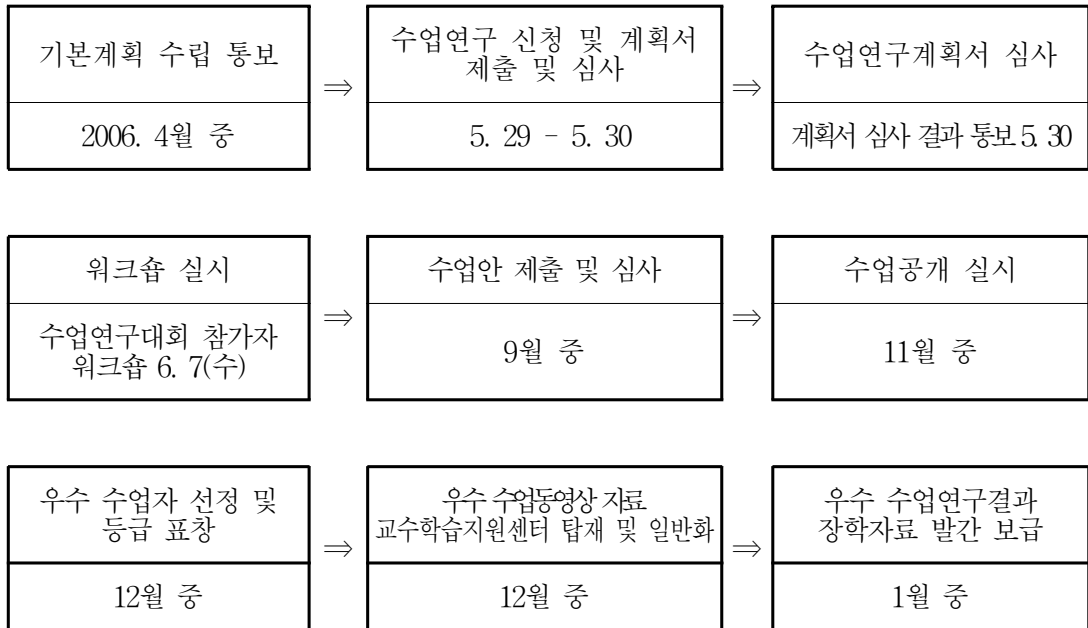 기본계획 수립 통보
2006. 4월 중
⇒
수업연구 신청 및 계획서
제출 및 심사
5. 29 - 5. 30
⇒
수업연구계획서 심사
계획서 심사 결과 통보 5. 30
워크숍 실시
수업연구대회 참가자
워크숍 6. 7(수)
⇒
수업안 제출 및 심사
9월 중
⇒
수업공개 실시
11월 중
우수 수업자 선정 및
등급 표창
12월 중
⇒
우수 수업동영상 자료
교수학습지원센터 탑재 및 일반화
12월 중
⇒
우수 수업연구결과
장학자료 발간 보급
1월 중